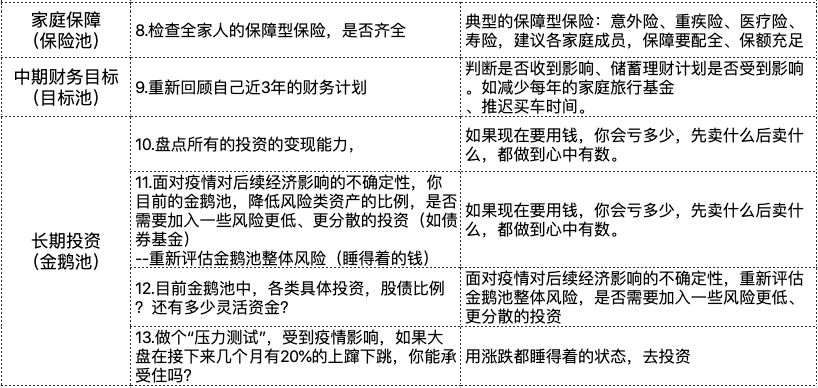 家庭保障
（保险池）
8.检查全家人的保障型保险，是否齐全
典型的保障型保险：意外险、重疾险、医疗险、
寿险，建议各家庭成员，保障要配全、保额充足
中期财务目标
（目标池）
9.重新回顾自己近3年的财务计划
判断是否收到影响、储蓄理财计划是否受到影响
。如减少每年的家庭旅行基金
、推迟买车时间。
长期投资
（金鹅池）
10.盘点所有的投资的变现能力，
如果现在要用钱，你会亏多少，先卖什么后卖什
么，都做到心中有数。
11.面对疫情对后续经济影响的不确定性，你
目前的金鹅池，降低风险类资产的比例，是否
需要加入一些风险更低、更分散的投资（如债
券基金）
--重新评估金鹅池整体风险（睡得着的钱）
如果现在要用钱，你会亏多少，先卖什么后卖什
么，都做到心中有数。
12.目前金鹅池中，各类具体投资，股债比例
？还有多少灵活资金？
面对疫情对后续经济影响的不确定性，重新评估
金鹅池整体风险，是否需要加入一些风险更低、
更分散的投资
13.做个“压力测试”，受到疫情影响，如果大
盘在接下来几个月有20%的上蹿下跳，你能承
受住吗？
用涨跌都睡得着的状态，去投资